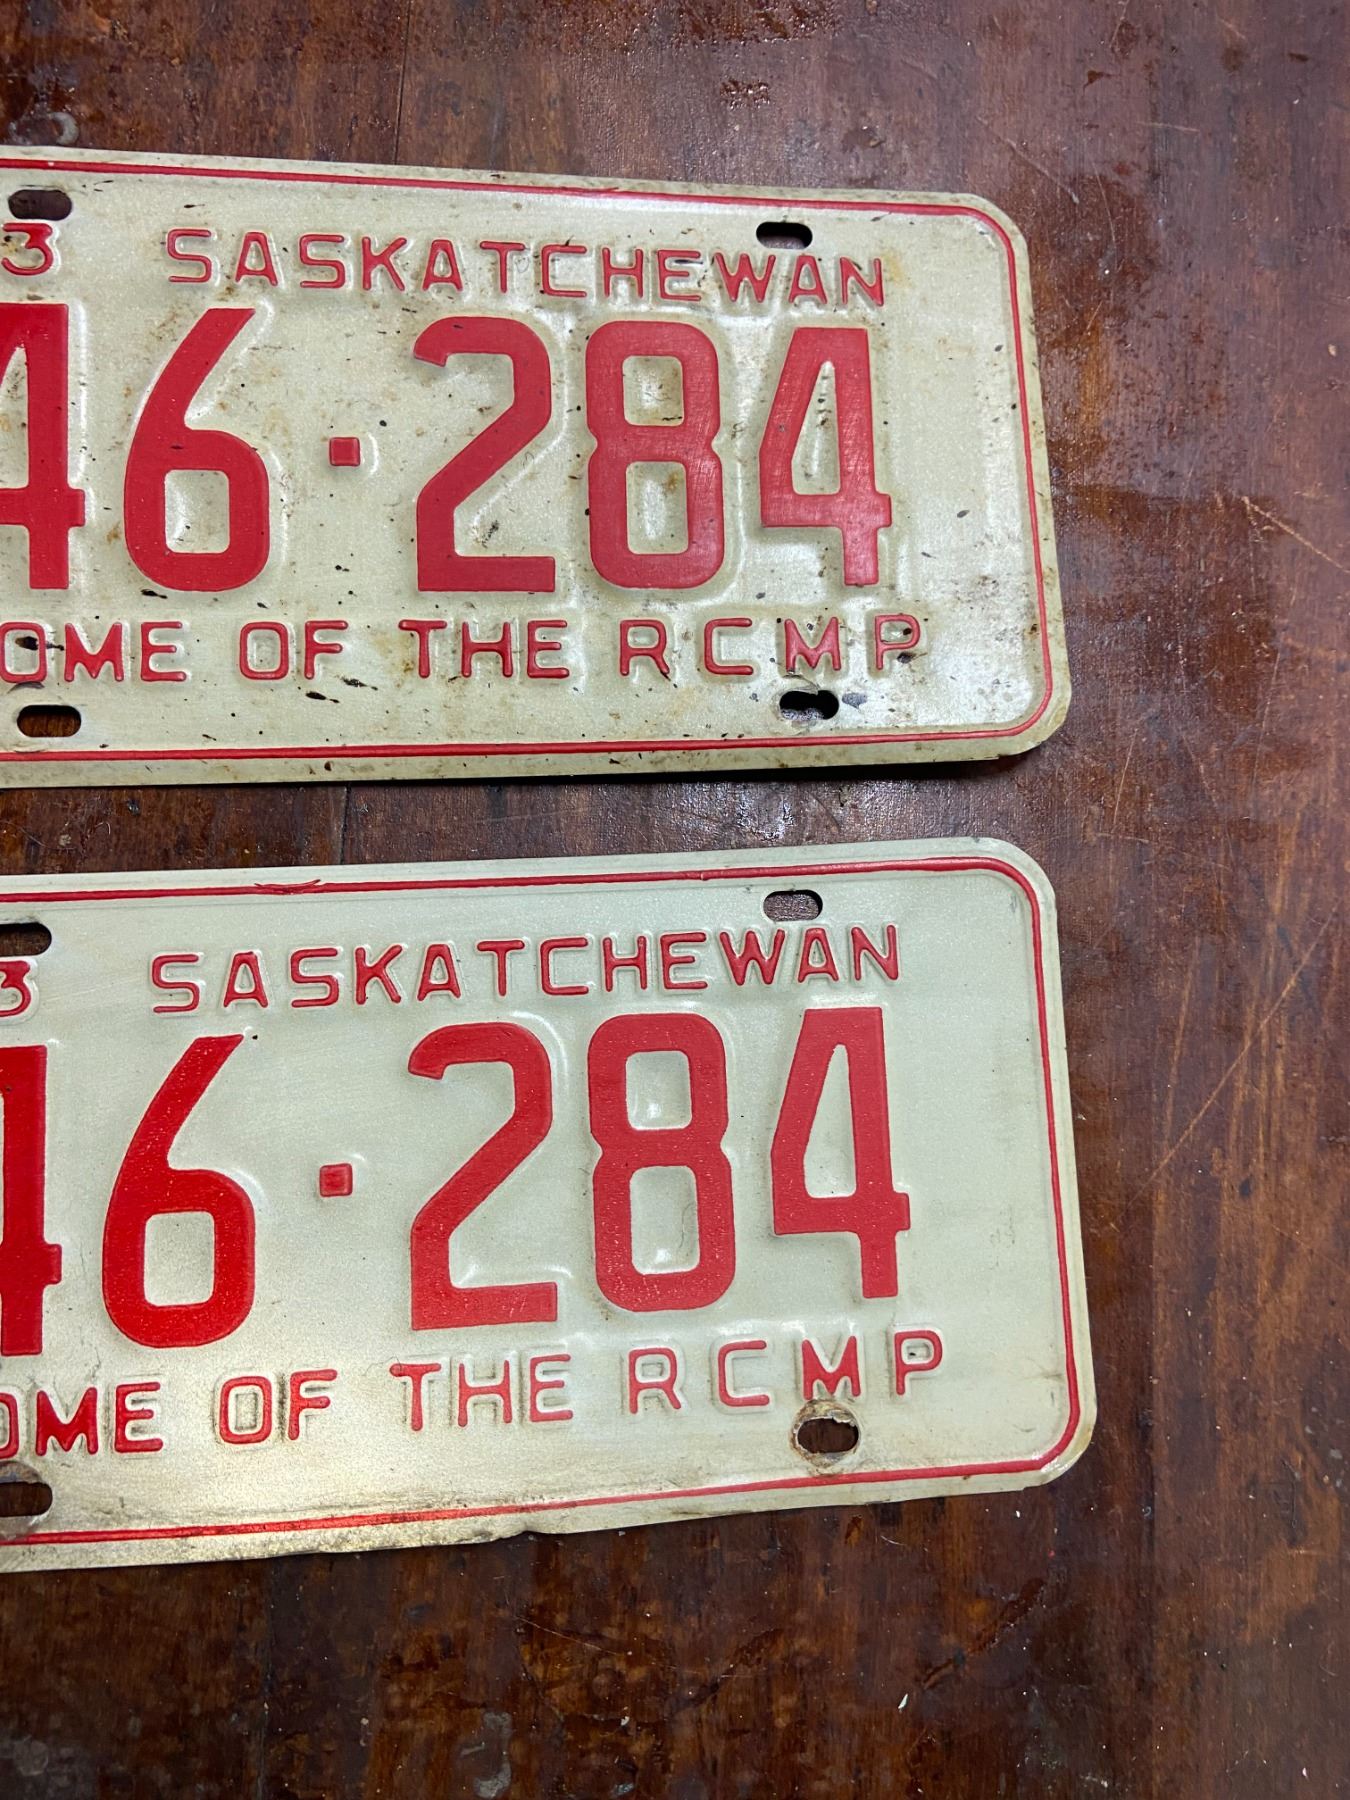 3 SASKATCHEWAN
46·284
OME OF THE RCMP
3 SASKATCHEWAN
46·284
OME OF THE RCMP